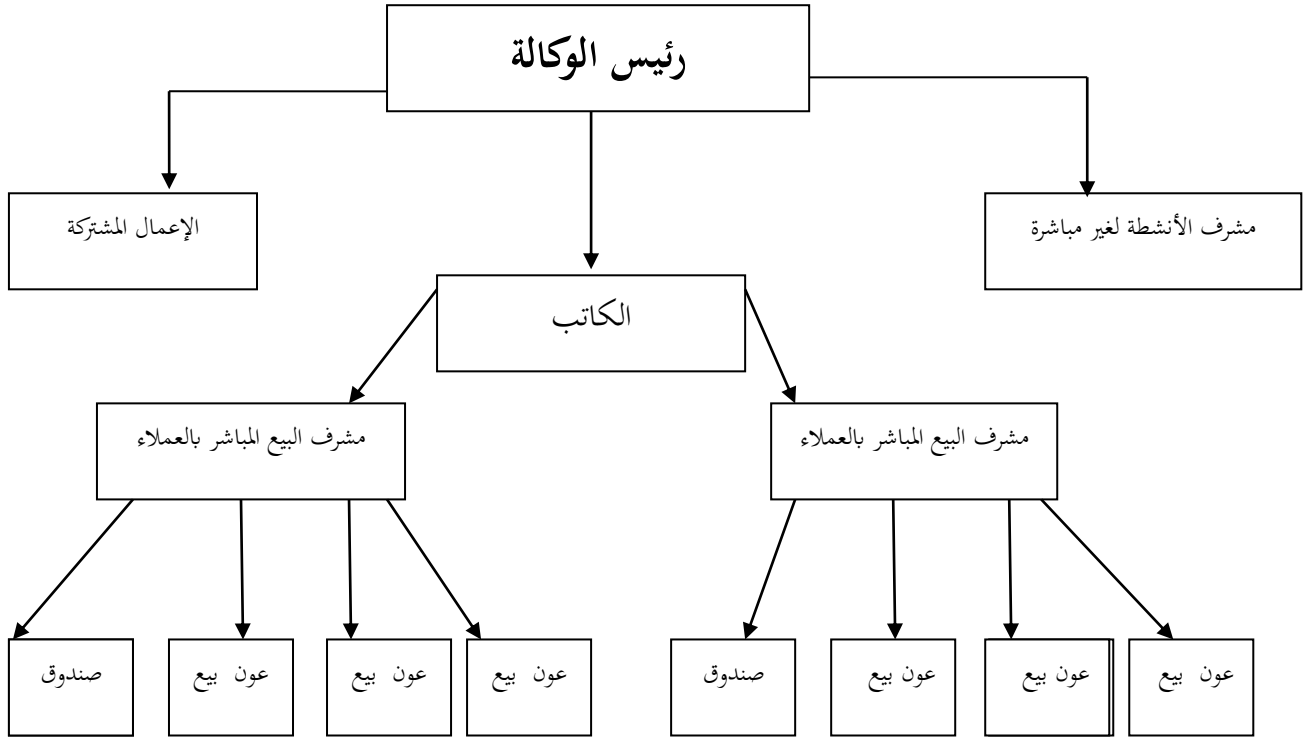 رئيس الوكالة
مشرف الأنشطة لغير مباشرة
الإعمال المشتركة
الكاتب
مشرف البيع المباشر بالعملاء
مشرف البيع المباشر بالعملاء
عون بيع
عون بيع
عون بيع
صندوق
عون بيع
عون بيع
عون بيع
صندوق